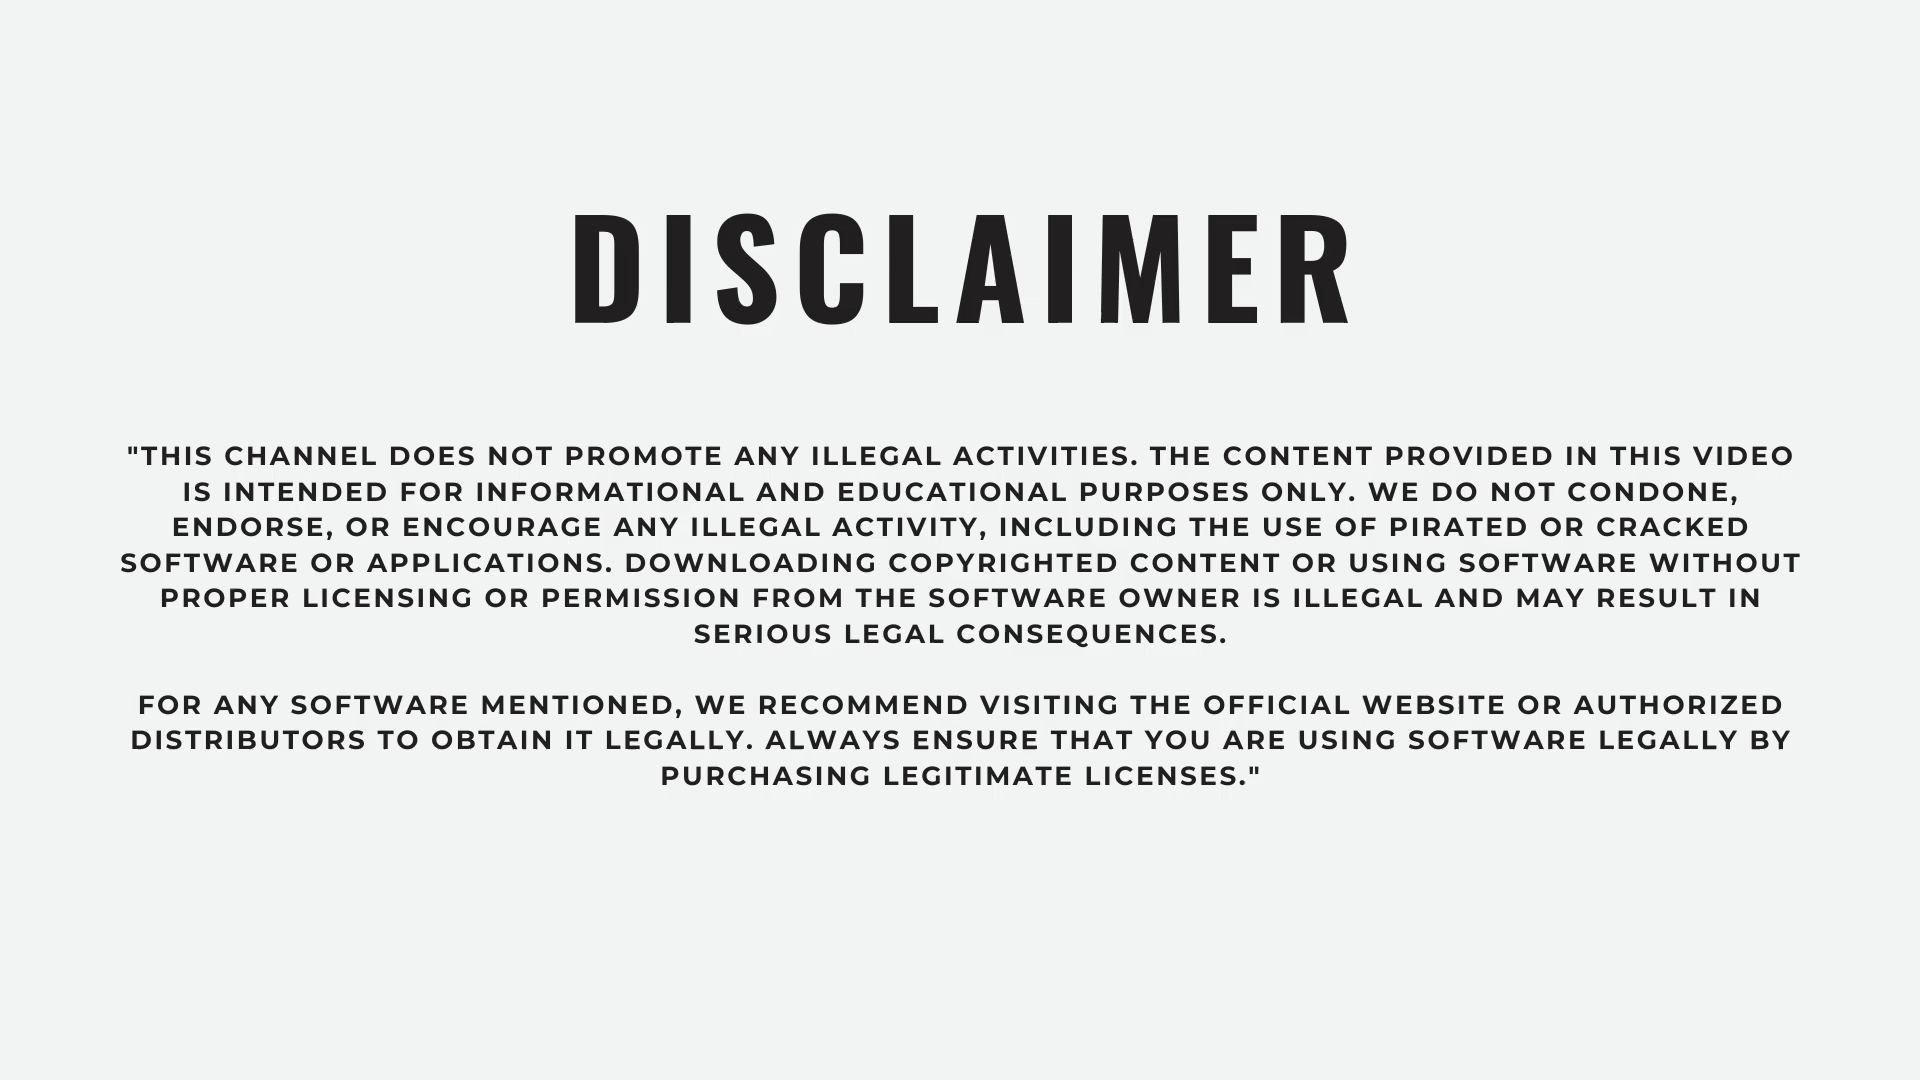 DISCLAIMER
"THIS CHANNEL DOES NOT PROMOTE ANY ILLEGAL ACTIVITIES. THE CONTENT PROVIDED IN THIS VIDEO
IS INTENDED FOR INFORMATIONAL AND EDUCATIONAL PURPOSES ONLY. WE DO NOT CONDONE,
ENDORSE, OR ENCOURAGE ANY ILLEGAL ACTIVITY, INCLUDING THE USE OF PIRATED OR CRACKED
SOFTWARE OR APPLICATIONS. DOWNLOADING COPYRIGHTED CONTENT OR USING SOFTWARE WITHOUT
PROPER LICENSING OR PERMISSION FROM THE SOFTWARE OWNER IS ILLEGAL AND MAY RESULT IN
SERIOUS LEGAL CONSEQUENCES.
FOR ANY SOFTWARE MENTIONED, WE RECOMMEND VISITING THE OFFICIAL WEBSITE OR AUTHORIZED
DISTRIBUTORS TO OBTAIN IT LEGALLY. ALWAYS ENSURE THAT YOU ARE USING SOFTWARE LEGALLY BY
PURCHASING LEGITIMATE LICENSES."